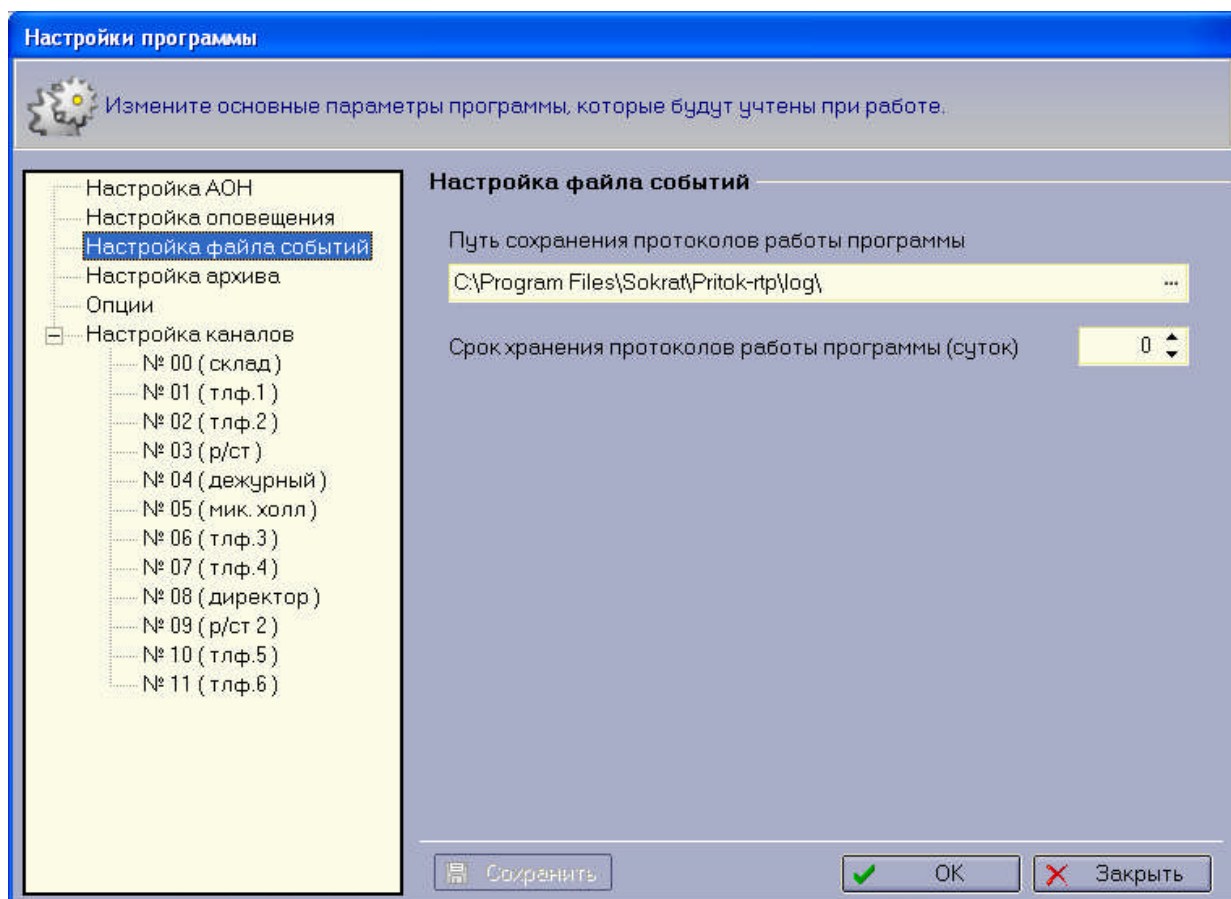 Настройки программы
Измените основные параметры программы, которые будут учтены при работе.
Настройка АОН
Настройка оповещения
Настройка файла событий
Настройка архива
Опции
Настройка каналов
№ 00 ( склад )
№ 01 ( тлф.1 )
№ 02 ( тлф.2 )
№ 03 ( р/ст )
№ 04 ( дежурный )
№ 05 ( мик. холл )
№ 06 ( тлф.3 )
№ 07 ( тлф.4 )
№ 08 ( директор )
№ 09 ( р/ст 2 )
№ 10 ( тлф.5 )
№ 11 ( тлф.6 )
Настройка файла событий
Путь сохранения протоколов работы программы
C:\Program Files\Sokrat\Pritok-rtp\log\ ...
Срок хранения протоколов работы программы (суток) 0
Сохранить
ОК
Закрыть